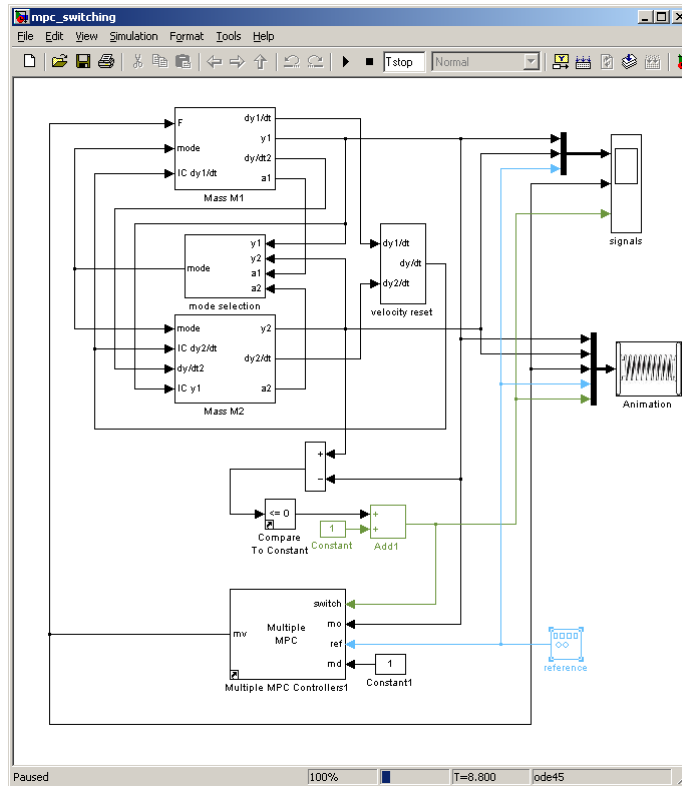 mpc_switching
File Edit View Simulation Format Tools Help
Tstop Normal
F
mode
IC dy1/dt
dy1/dt
y1
dy/dt2
a1
Mass M1
mode
y1
y2
a1
a2
mode selection
dy1/dt
dy2/dt
dy/dt
velocity reset
signals
mode
IC dy2/dt
dy/dt2
IC y1
y2
dy2/dt
a2
Mass M2
Animation
+
−
<= 0
Compare
To Constant
1
Constant
+
+
Add1
mv
Multiple
MPC
switch
mo
ref
md
Multiple MPC Controllers1
1
Constant1
reference
Paused 100% T=8.800 ode45